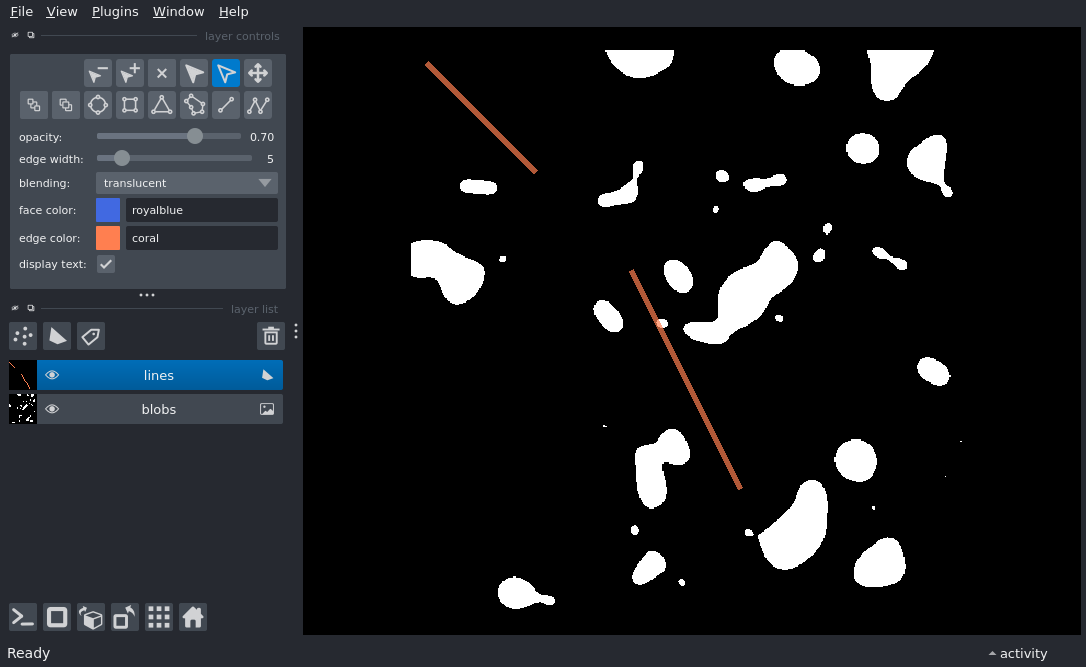 File View Plugins Window Help
layer controls
opacity: 0.70
edge width: 5
blending: translucent
face color: royalblue
edge color: coral
display text:
layer list
lines
blobs
Ready
activity